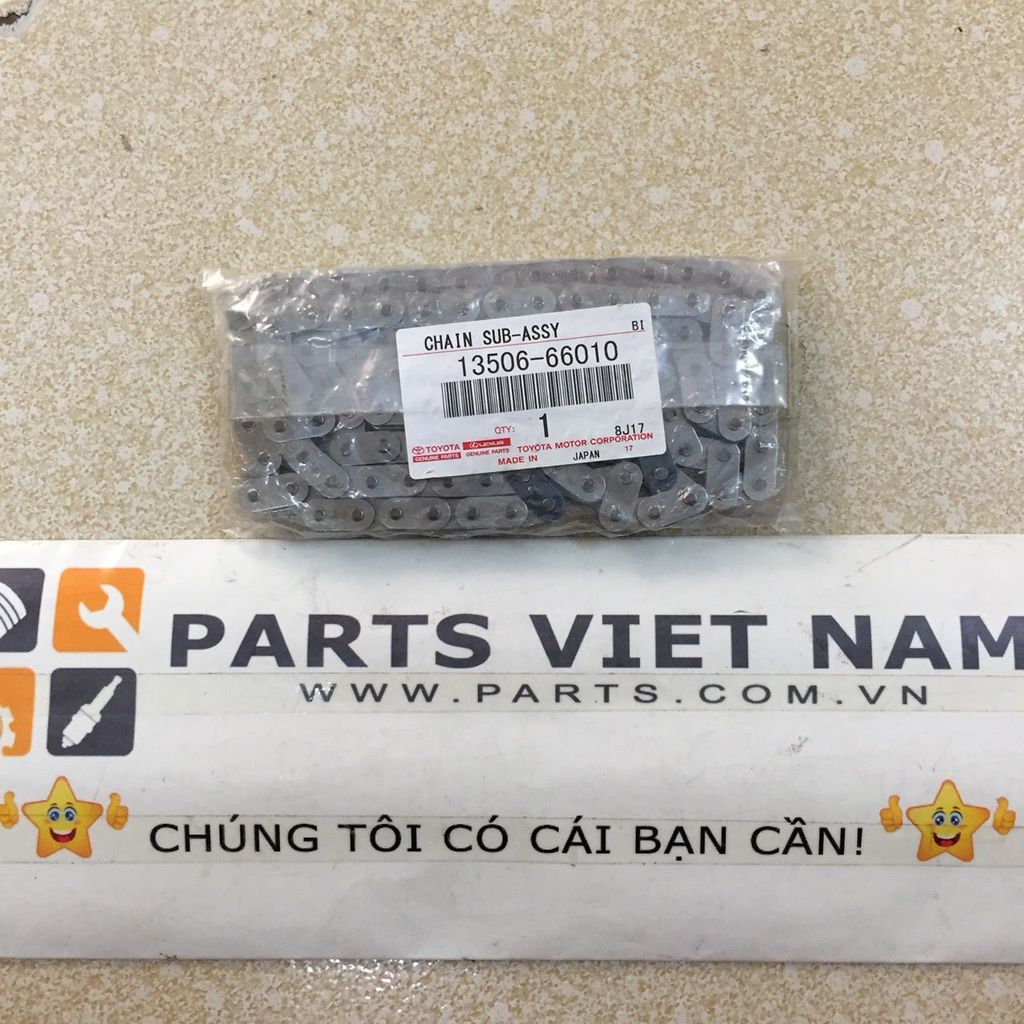 CHAIN SUB-ASSY BI
13506-66010
QTY: 1 8J17
TOYOTA LEXUS TOYOTA MOTOR CORPORATION
GENUINE PARTS GENUINE PARTS 17
MADE IN JAPAN
PARTS VIET NAM
WWW.PARTS.COM.VN
CHÚNG TÔI CÓ CÁI BẠN CẦN!